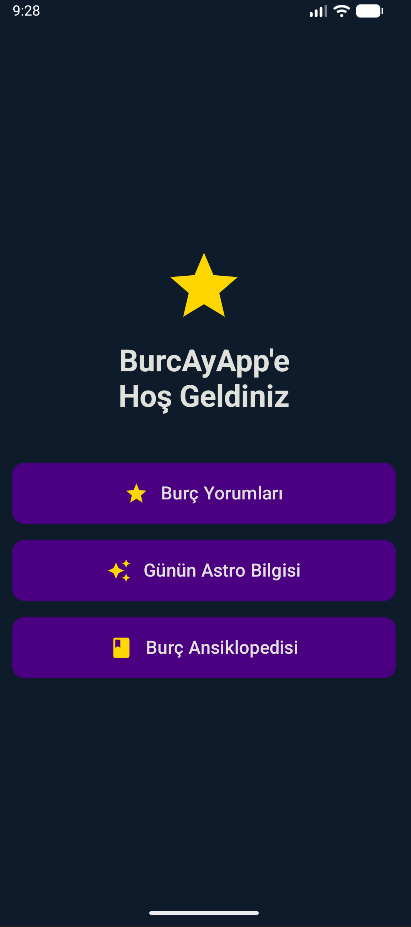 9:28
BurcAyApp'e
Hoş Geldiniz
Burç Yorumları
Günün Astro Bilgisi
Burç Ansiklopedisi